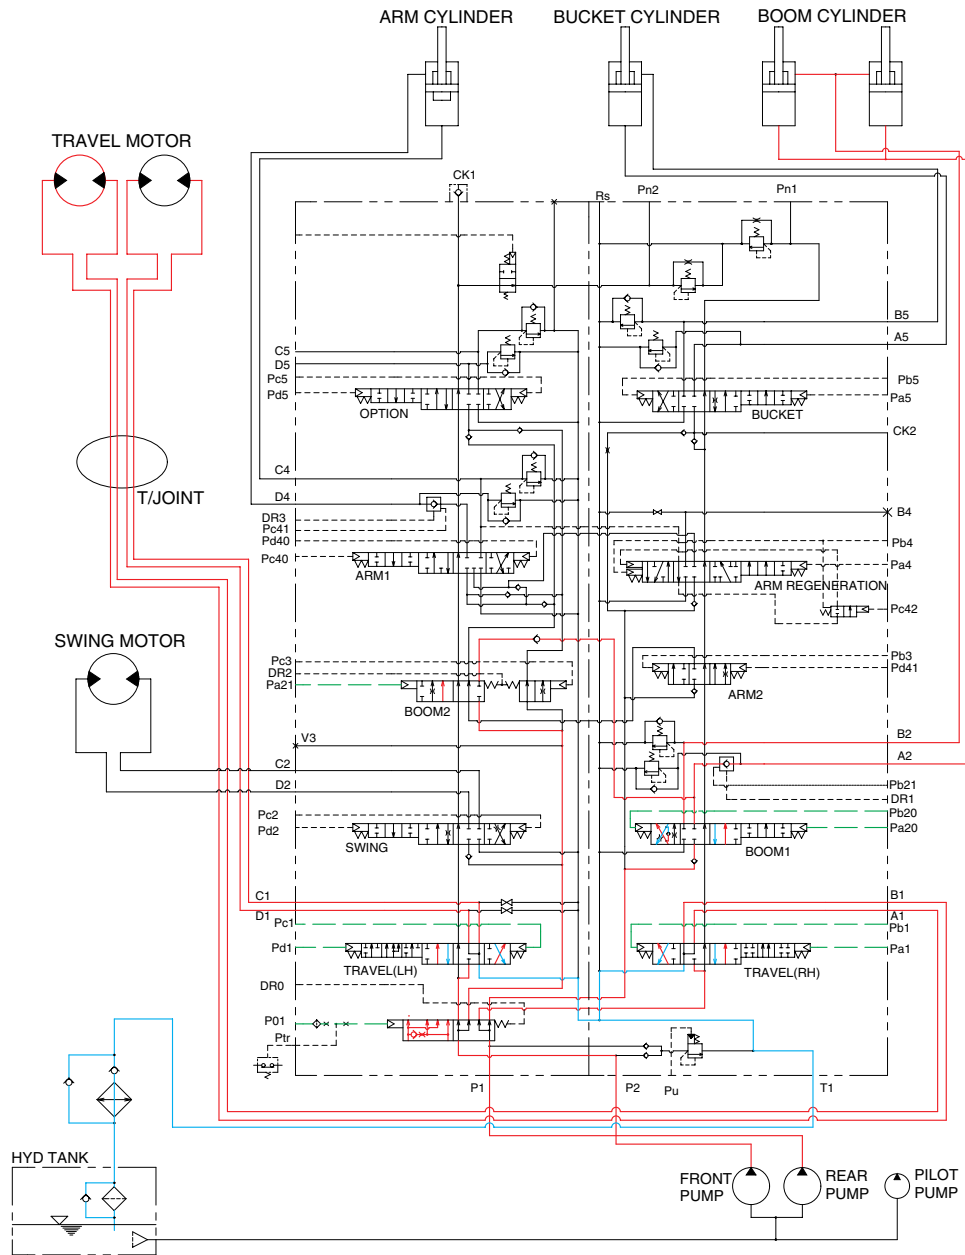 ARM CYLINDER
BUCKET CYLINDER
BOOM CYLINDER
TRAVEL MOTOR
CK1
Rs
Pn2
Pn1
B5
A5
C5
D5
Pc5
Pd5
OPTION
Pb5
Pa5
BUCKET
CK2
T/JOINT
C4
D4
DR3
Pc41
Pd40
Pc40
ARM1
B4
Pb4
Pa4
ARM REGENERATION
Pc42
SWING MOTOR
Pc3
DR2
Pa21
BOOM2
Pb3
Pd41
ARM2
V3
C2
D2
B2
A2
Pb21
DR1
Pb20
Pa20
Pc2
Pd2
SWING
BOOM1
C1
D1
Pc1
Pd1
TRAVEL(LH)
B1
A1
Pb1
Pa1
TRAVEL(RH)
DR0
P01
Ptr
P1
P2
Pu
T1
HYD TANK
FRONT
PUMP
REAR
PUMP
PILOT
PUMP